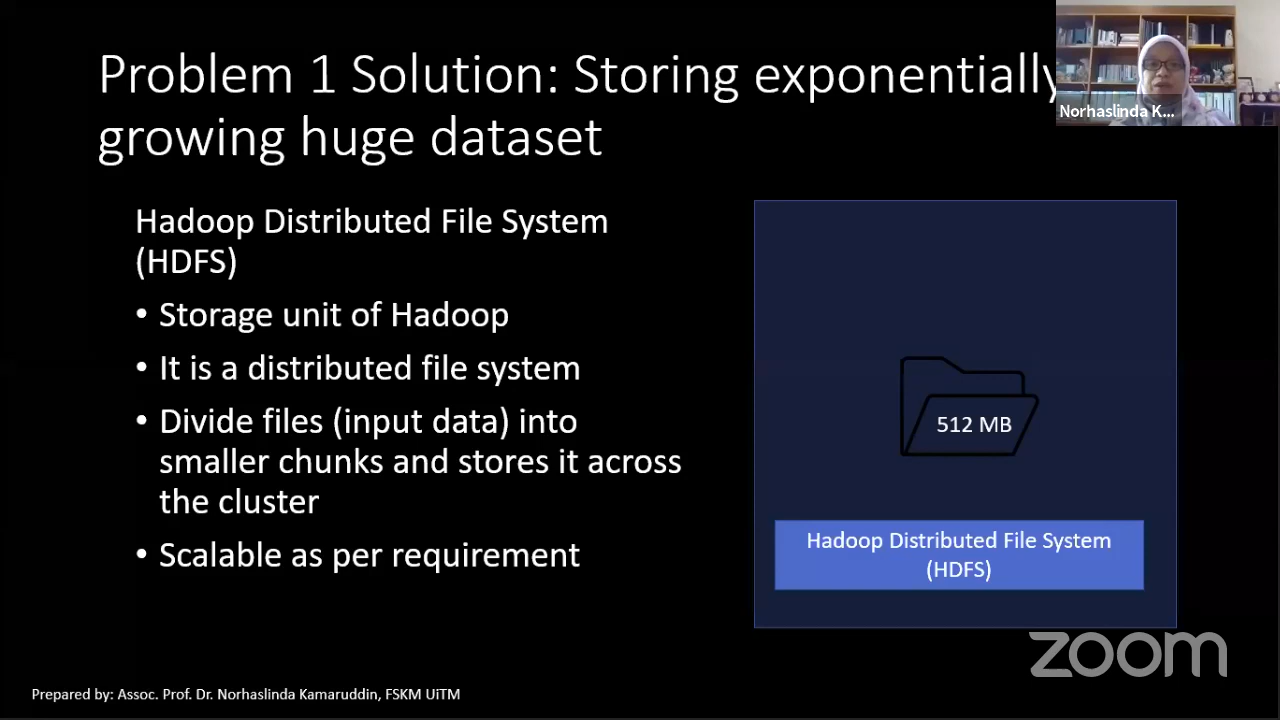 Problem 1 Solution: Storing exponentially
growing huge dataset
Norhaslinda K...
Hadoop Distributed File System
(HDFS)
• Storage unit of Hadoop
• It is a distributed file system
• Divide files (input data) into
smaller chunks and stores it across
the cluster
• Scalable as per requirement
512 MB
Hadoop Distributed File System
(HDFS)
zoom
Prepared by: Assoc. Prof. Dr. Norhaslinda Kamaruddin, FSKM UiTM